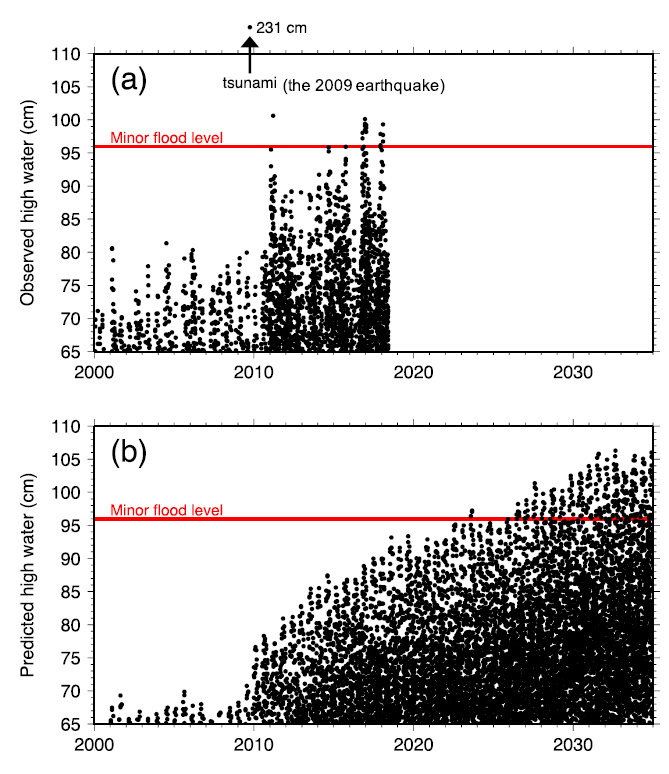 231 cm
110
(a)
105
tsunami (the 2009 earthquake)
100
Minor flood level
95
90
85
80
75
70
65
Observed high water (cm)
2000 2010 2020 2030
110
(b)
105
100
Minor flood level
95
90
85
80
75
70
65
Predicted high water (cm)
2000 2010 2020 2030